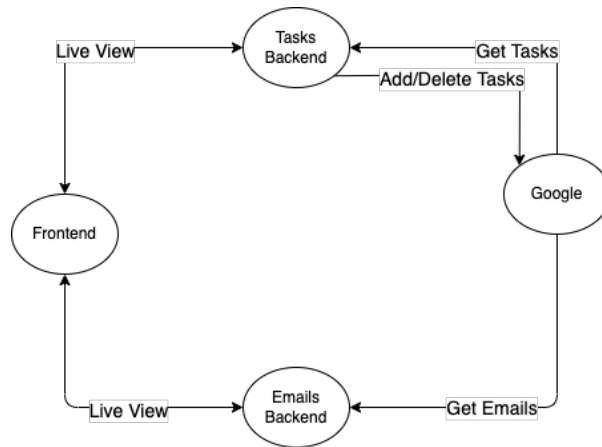 Tasks
Backend
Live View
Get Tasks
Add/Delete Tasks
Google
Frontend
Emails
Backend
Live View
Get Emails